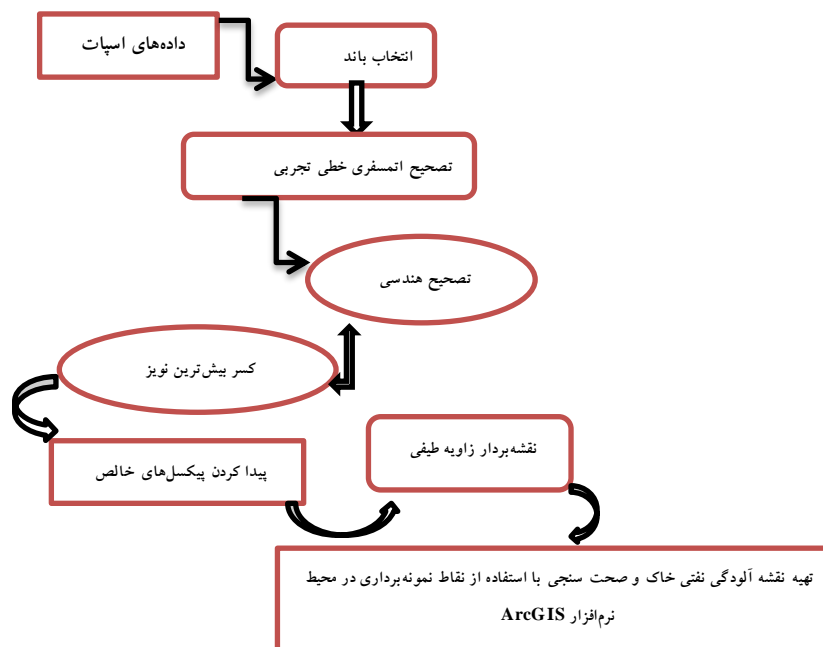 داده‌های اسپات
انتخاب باند
تصحیح اتمسفری خطی تجربی
تصحیح هندسی
کسر بیش‌ترین نویز
پیدا کردن پیکسل‌های خالص
نقشه‌بردار زاویه طیفی
تهیه نقشه آلودگی نفتی خاک و صحت سنجی با استفاده از نقاط نمونه‌برداری در محیط
نرم‌افزار ArcGIS